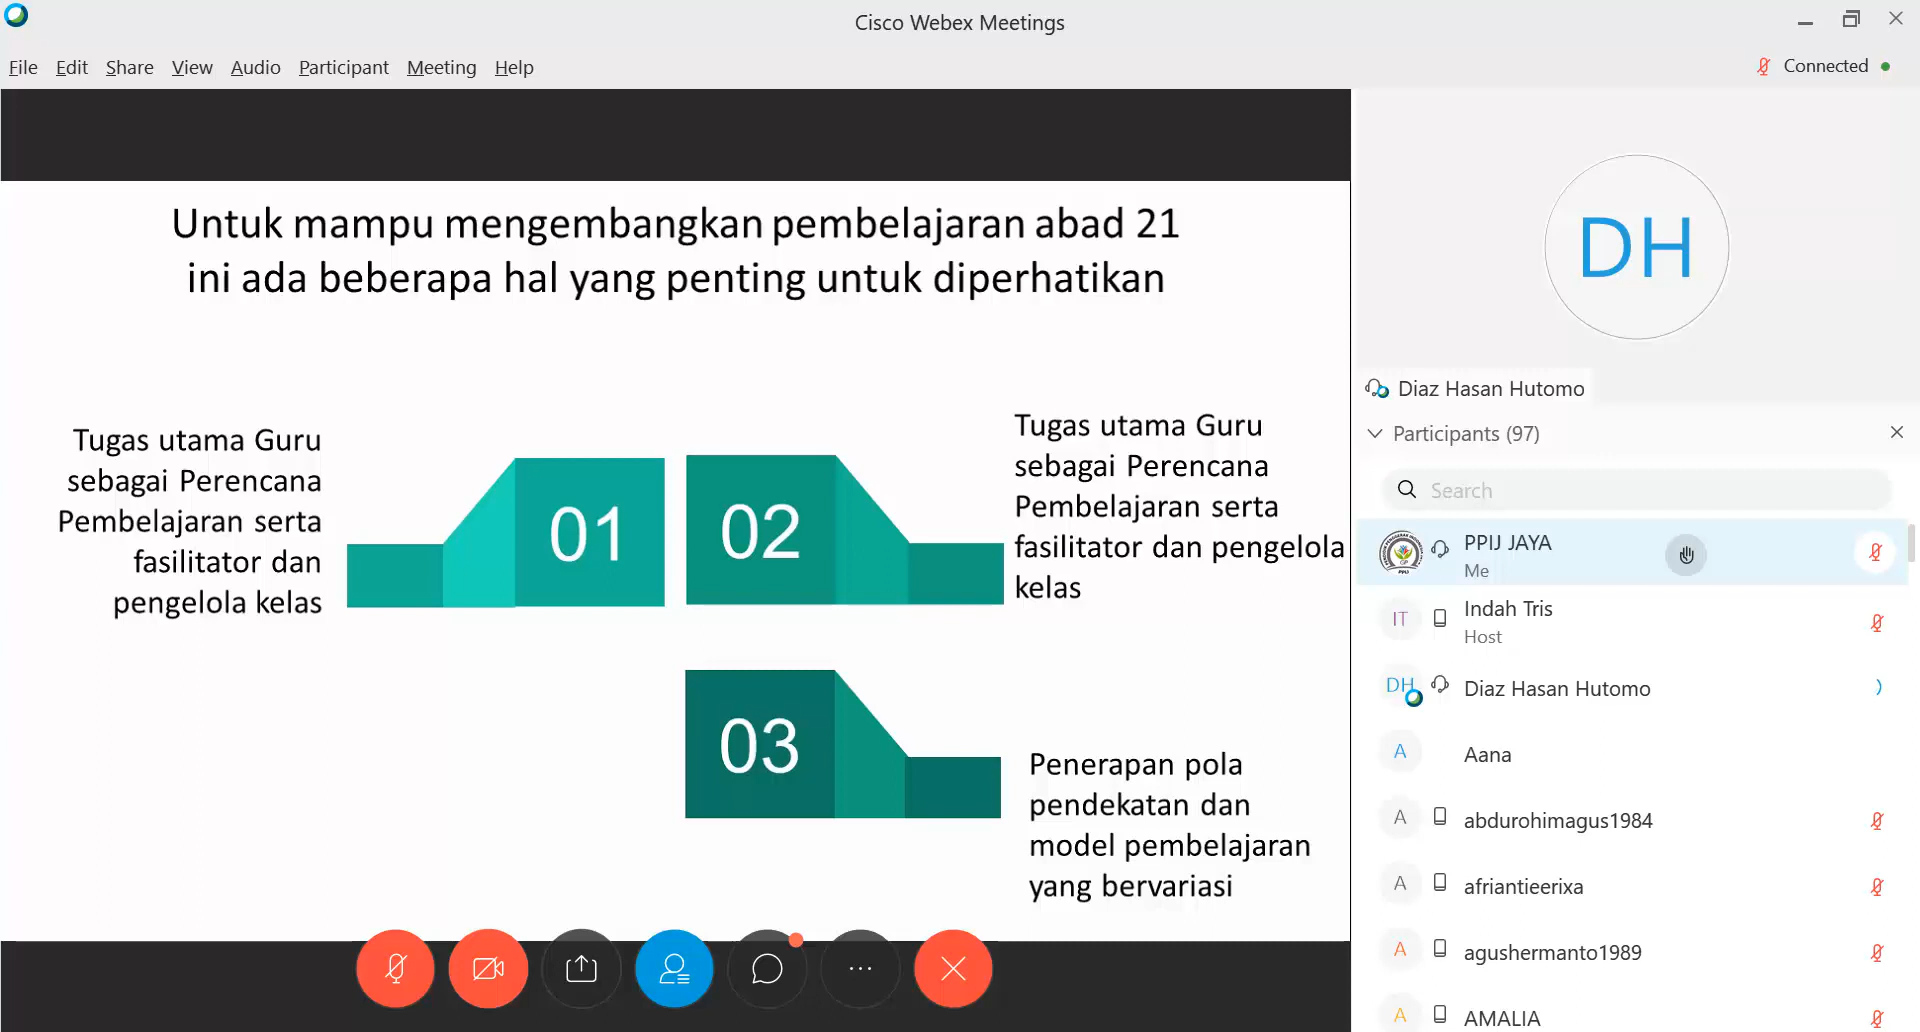 Cisco Webex Meetings
File Edit Share View Audio Participant Meeting Help
Connected
Untuk mampu mengembangkan pembelajaran abad 21
ini ada beberapa hal yang penting untuk diperhatikan
Tugas utama Guru
sebagai Perencana
Pembelajaran serta
fasilitator dan
pengelola kelas
01
02
Tugas utama Guru
sebagai Perencana
Pembelajaran serta
fasilitator dan pengelola
kelas
03
Penerapan pola
pendekatan dan
model pembelajaran
yang bervariasi
DH
Diaz Hasan Hutomo
Participants (97)
Search
PPIJ JAYA
Me
IT
Indah Tris
Host
DH
Diaz Hasan Hutomo
A
Aana
A
abdurohimagus1984
A
afriantieerixa
A
agushermanto1989
A
AMALIA